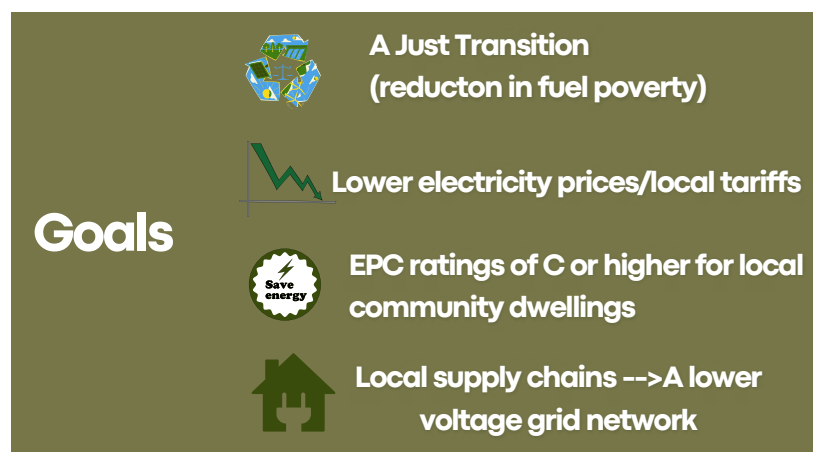 Goals
A Just Transition
(reducton in fuel poverty)
Lower electricity prices/local tariffs
Save
energy
EPC ratings of C or higher for local
community dwellings
Local supply chains -->A lower
voltage grid network